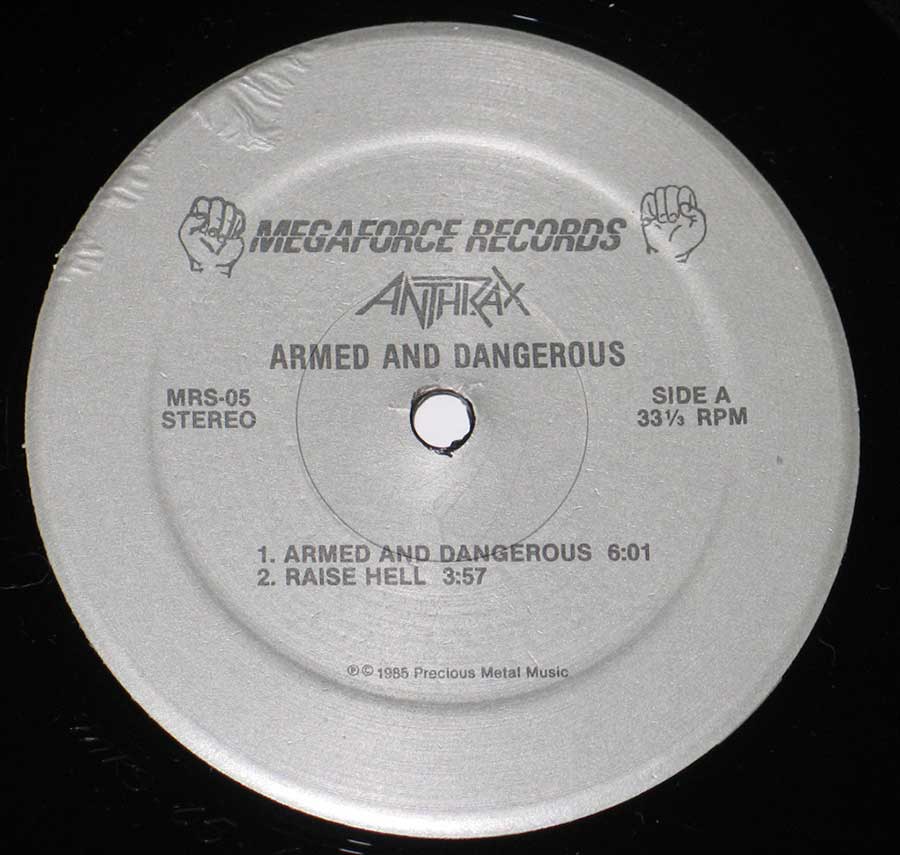 MEGAFORCE RECORDS
ANTHRAX
ARMED AND DANGEROUS
MRS-05
STEREO
SIDE A
33⅓ RPM
1. ARMED AND DANGEROUS 6:01
2. RAISE HELL 3:57
℗ © 1985 Precious Metal Music